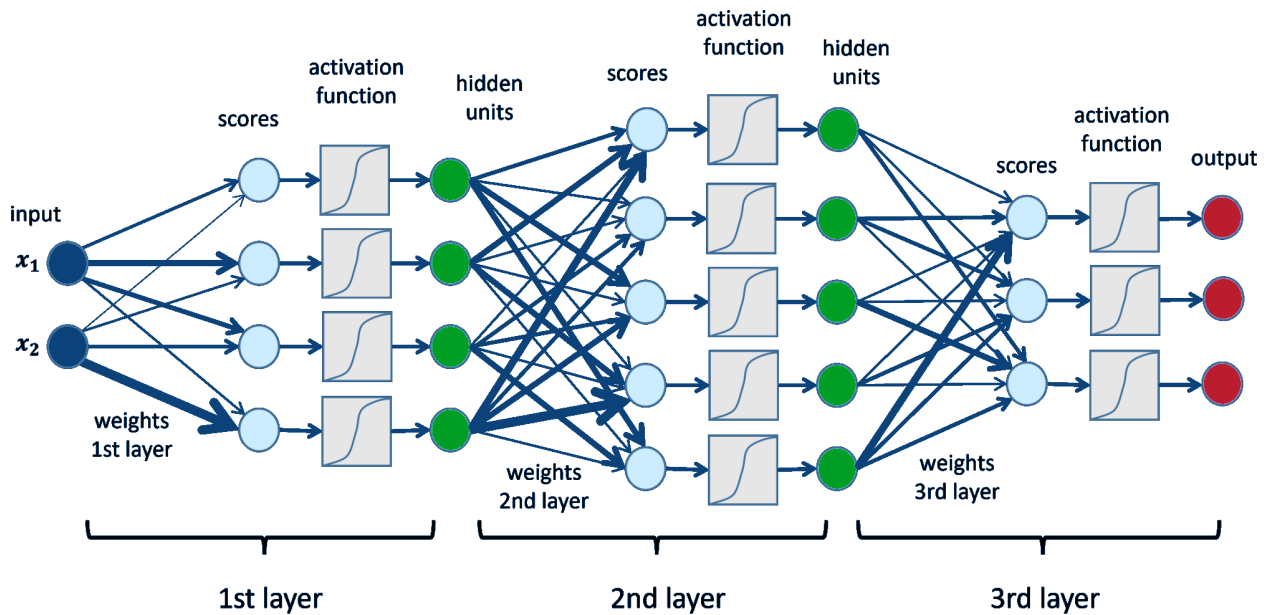 activation
function
hidden
units
scores
activation
function
hidden
units
scores
activation
function
scores
output
input
x₁
x₂
weights
1st layer
weights
2nd layer
weights
3rd layer
1st layer
2nd layer
3rd layer